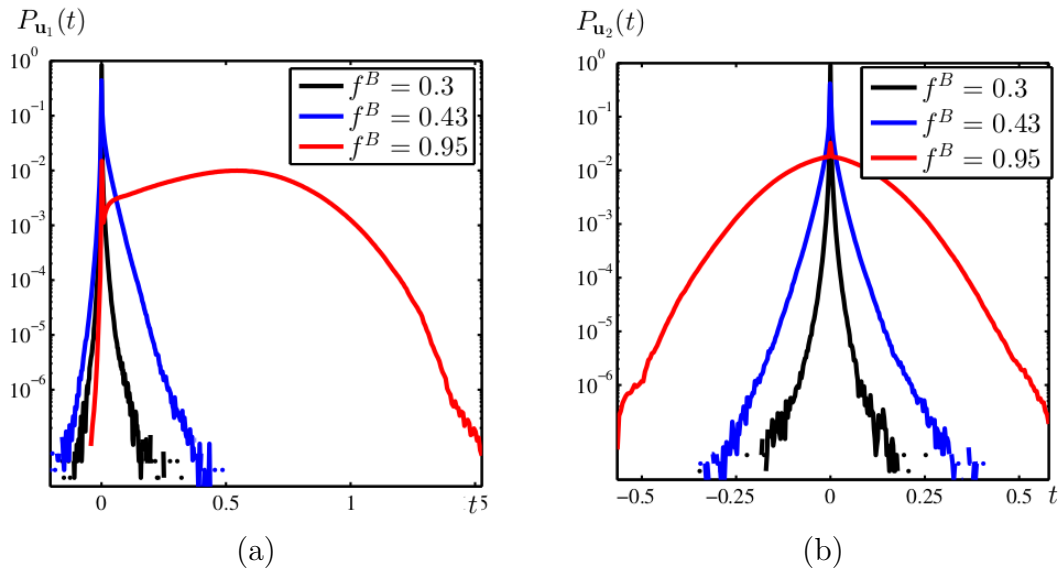 P_{u_1}(t)
10^0
10^{-1}
10^{-2}
10^{-3}
10^{-4}
10^{-5}
10^{-6}
f^B = 0.3
f^B = 0.43
f^B = 0.95
0 0.5 1 t 5
(a)
P_{u_2}(t)
10^0
10^{-1}
10^{-2}
10^{-3}
10^{-4}
10^{-5}
10^{-6}
f^B = 0.3
f^B = 0.43
f^B = 0.95
−0.5 −0.25 0 0.25 0.5 t
(b)